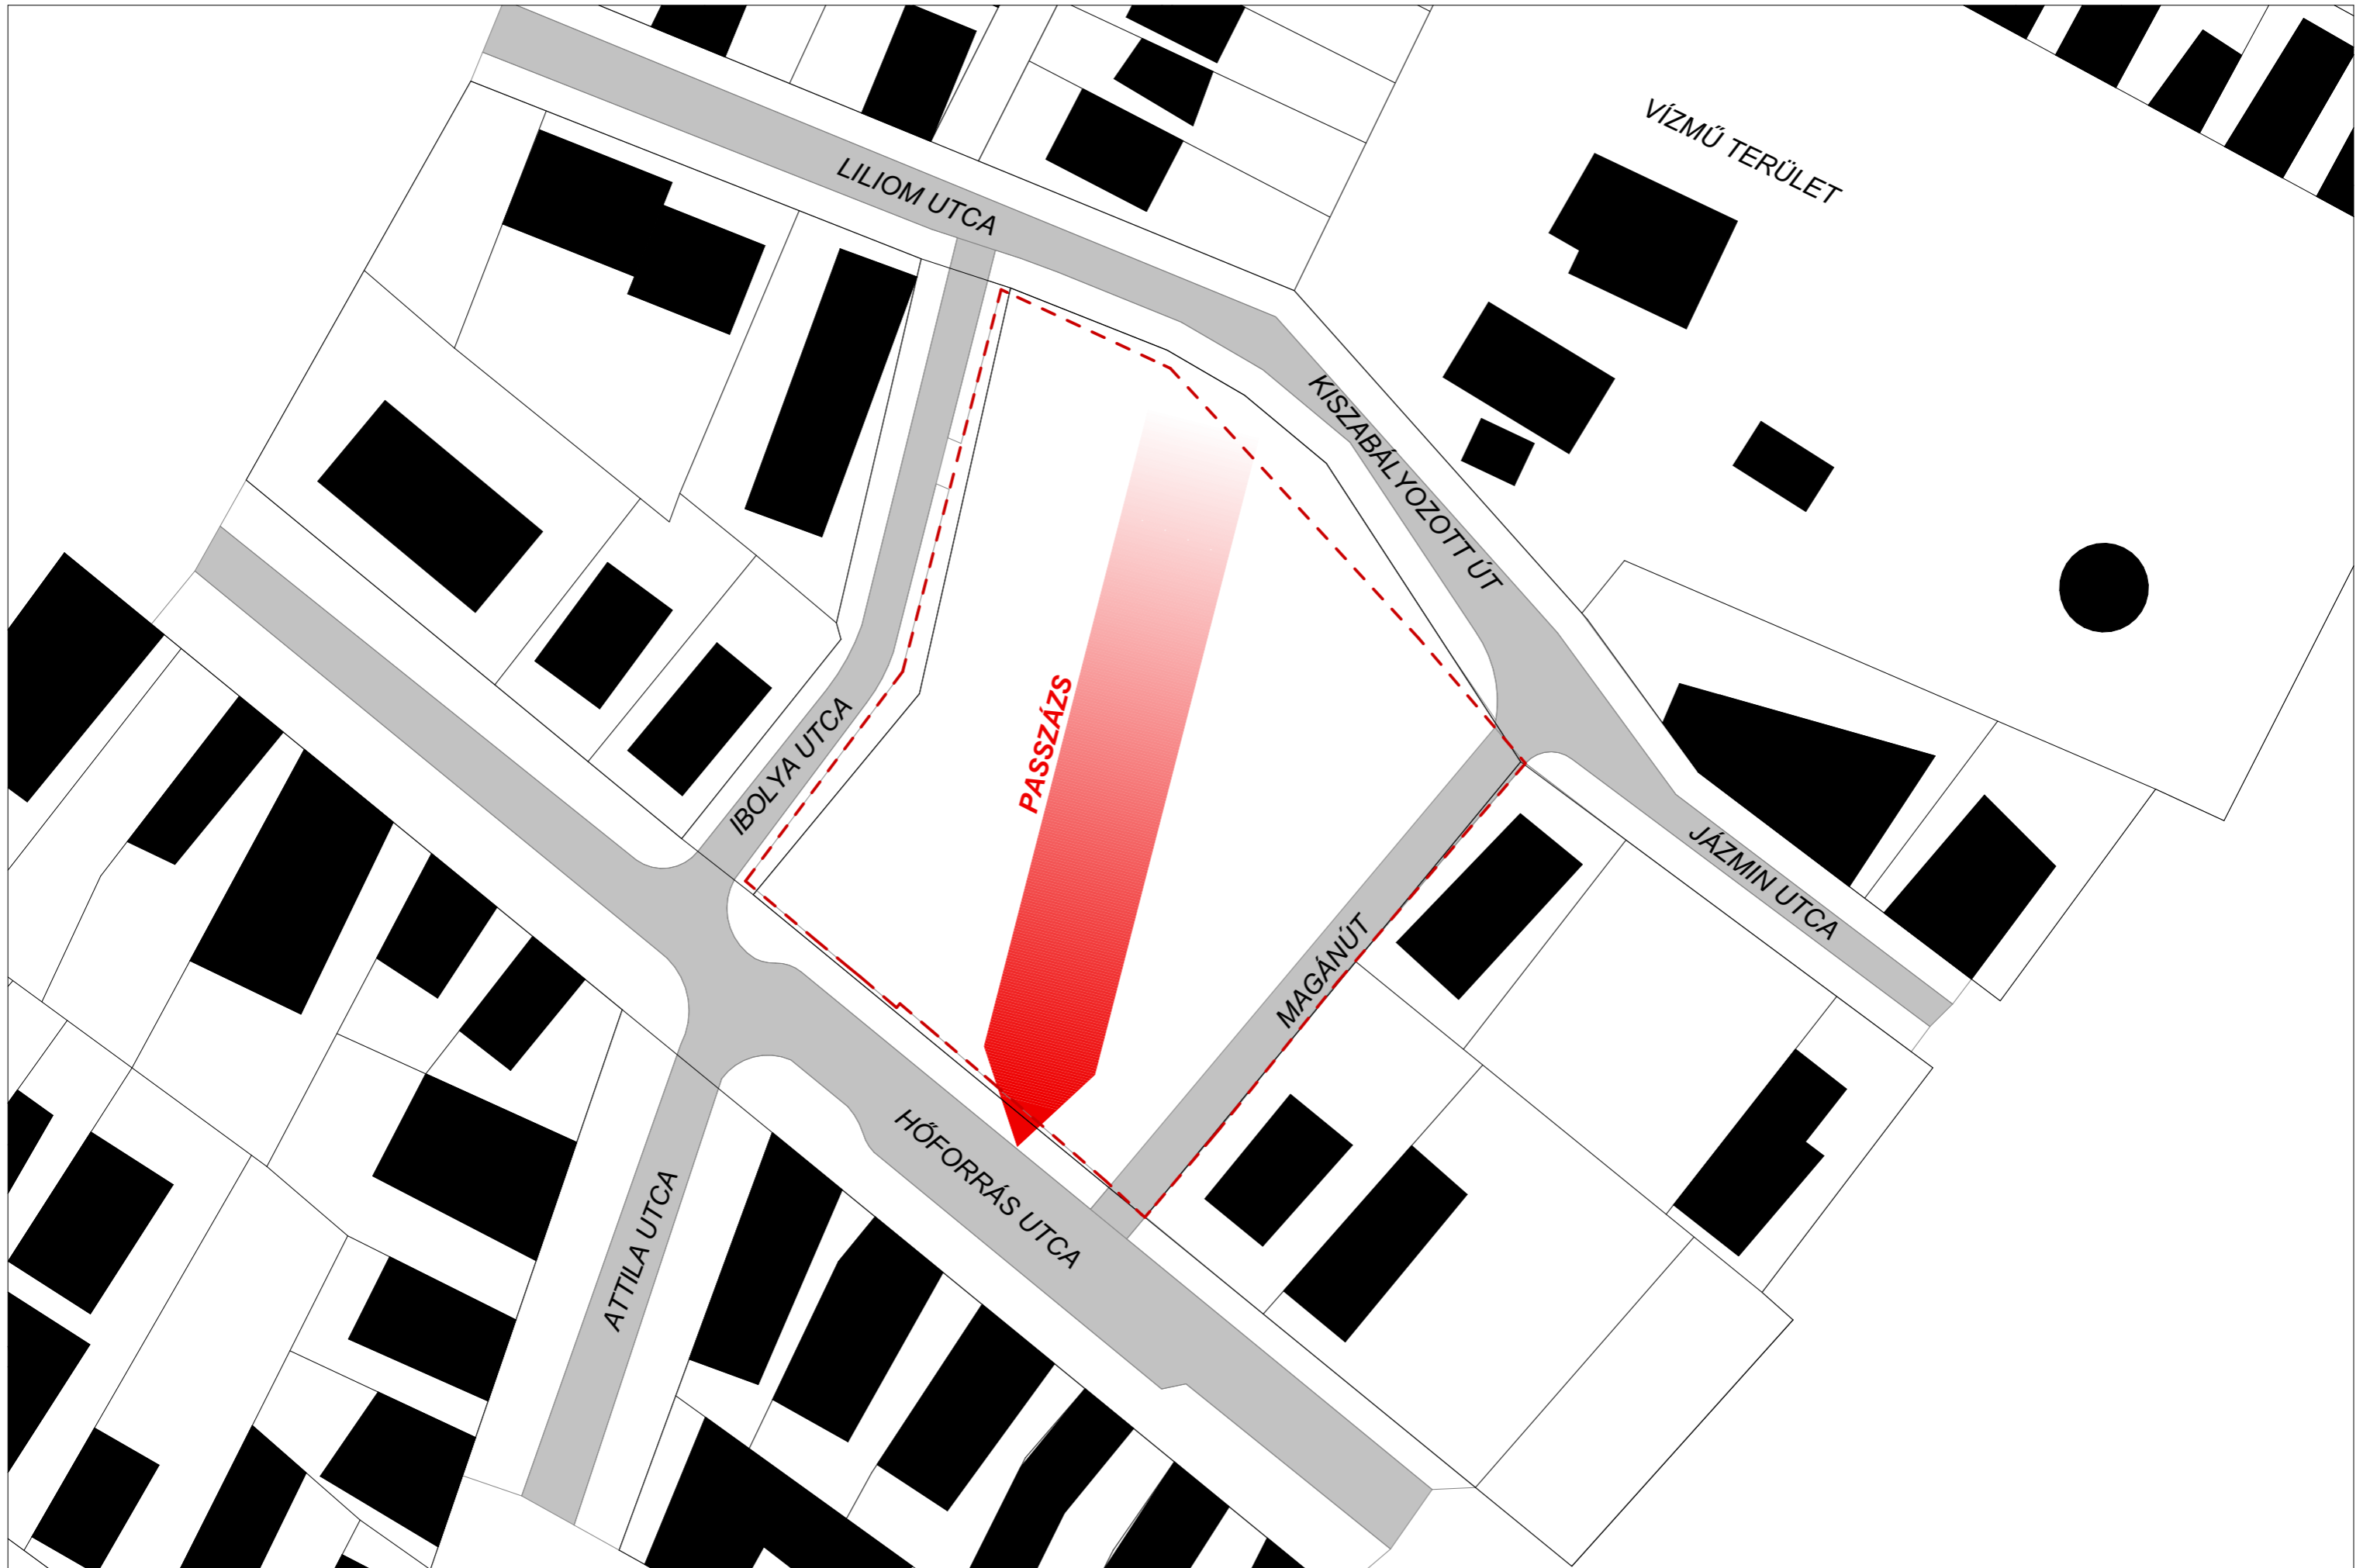 VÍZMŰ TERÜLET
LILIOM UTCA
KISZABÁLYOZOTT ÚT
IBOLYA UTCA
PASSZÁZS
JÁZMIN UTCA
MAGÁNÚT
HŐFORRÁS UTCA
ATTILA UTCA